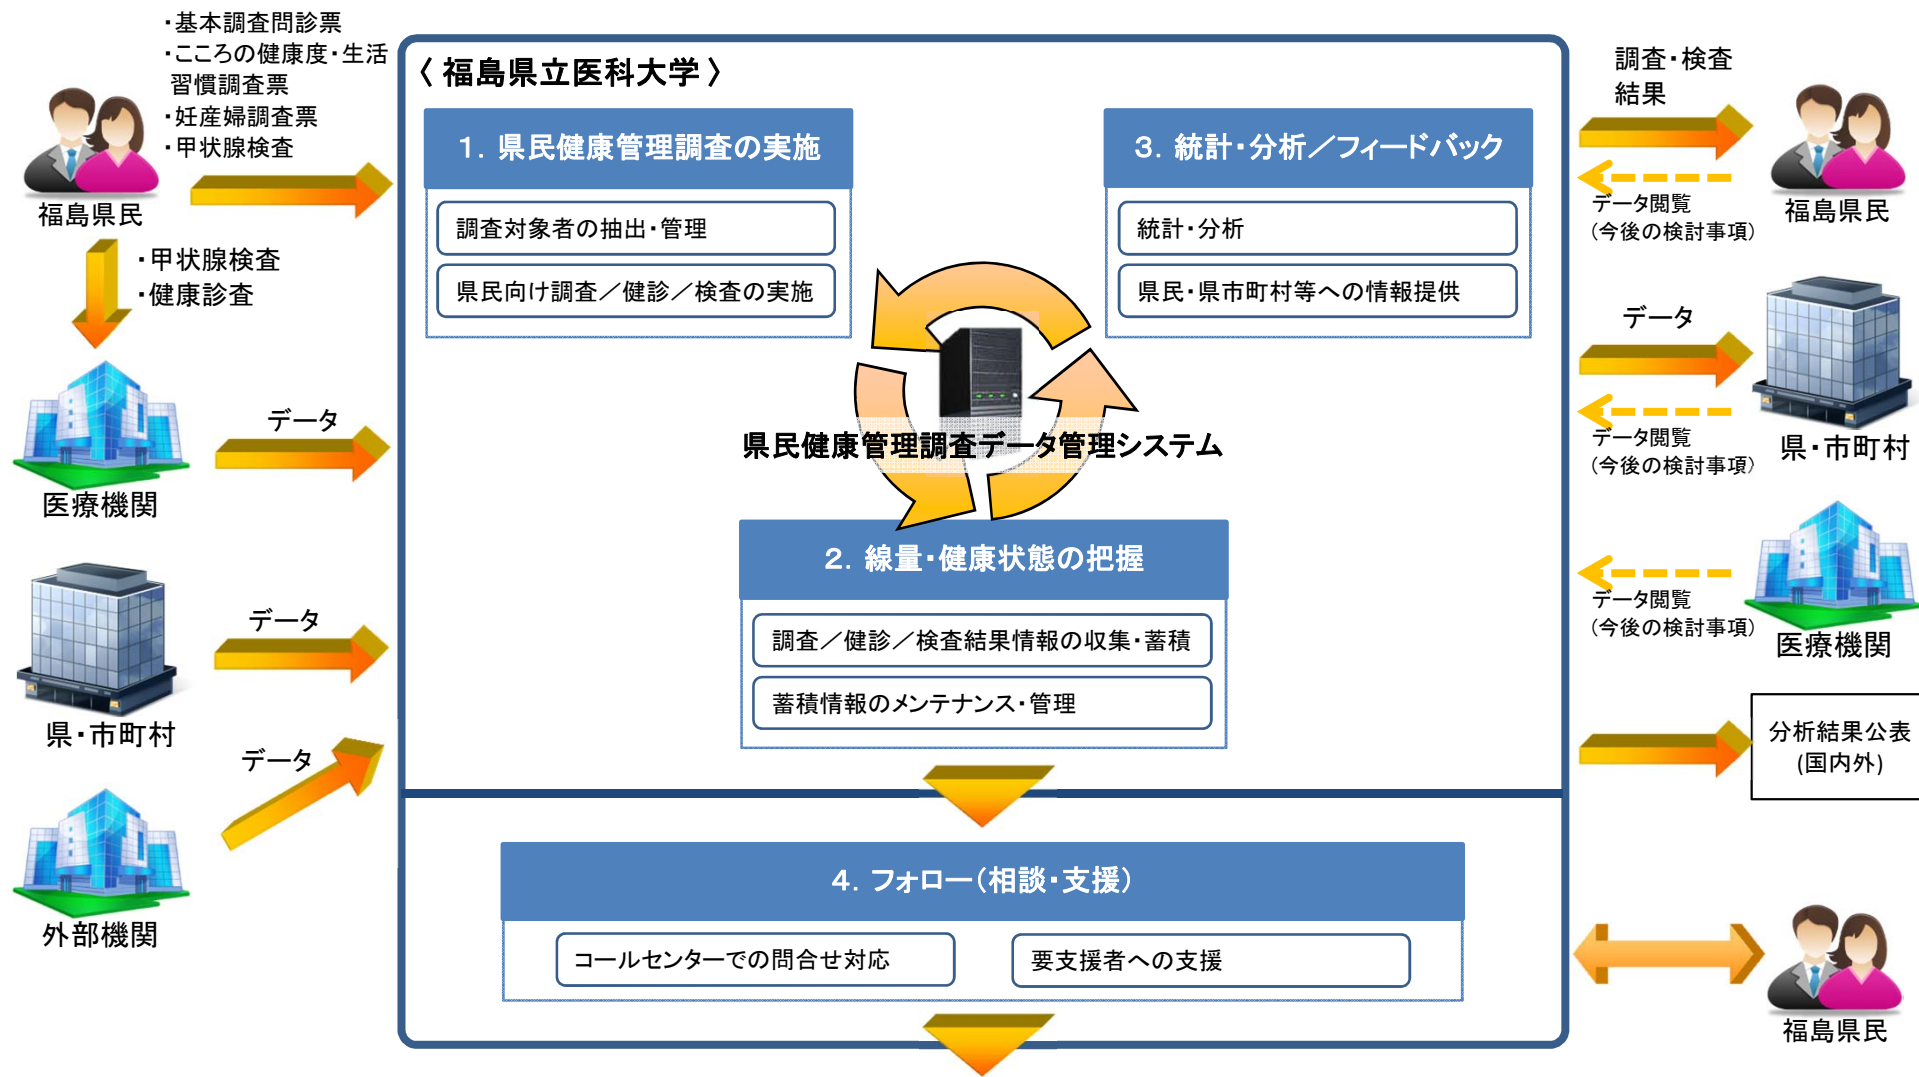 ・基本調査問診票
・こころの健康度・生活
習慣調査票
・妊産婦調査票
・甲状腺検査
福島県民
・甲状腺検査
・健康診査
医療機関
データ
県・市町村
データ
外部機関
データ
〈 福島県立医科大学 〉
1. 県民健康管理調査の実施
調査対象者の抽出・管理
県民向け調査／健診／検査の実施
3. 統計・分析／フィードバック
統計・分析
県民・県市町村等への情報提供
県民健康管理調査データ管理システム
2. 線量・健康状態の把握
調査／健診／検査結果情報の収集・蓄積
蓄積情報のメンテナンス・管理
4. フォロー（相談・支援）
コールセンターでの問合せ対応
要支援者への支援
調査・検査
結果
データ閲覧
（今後の検討事項）
福島県民
データ
データ閲覧
（今後の検討事項）
県・市町村
データ閲覧
（今後の検討事項）
医療機関
分析結果公表
(国内外)
福島県民